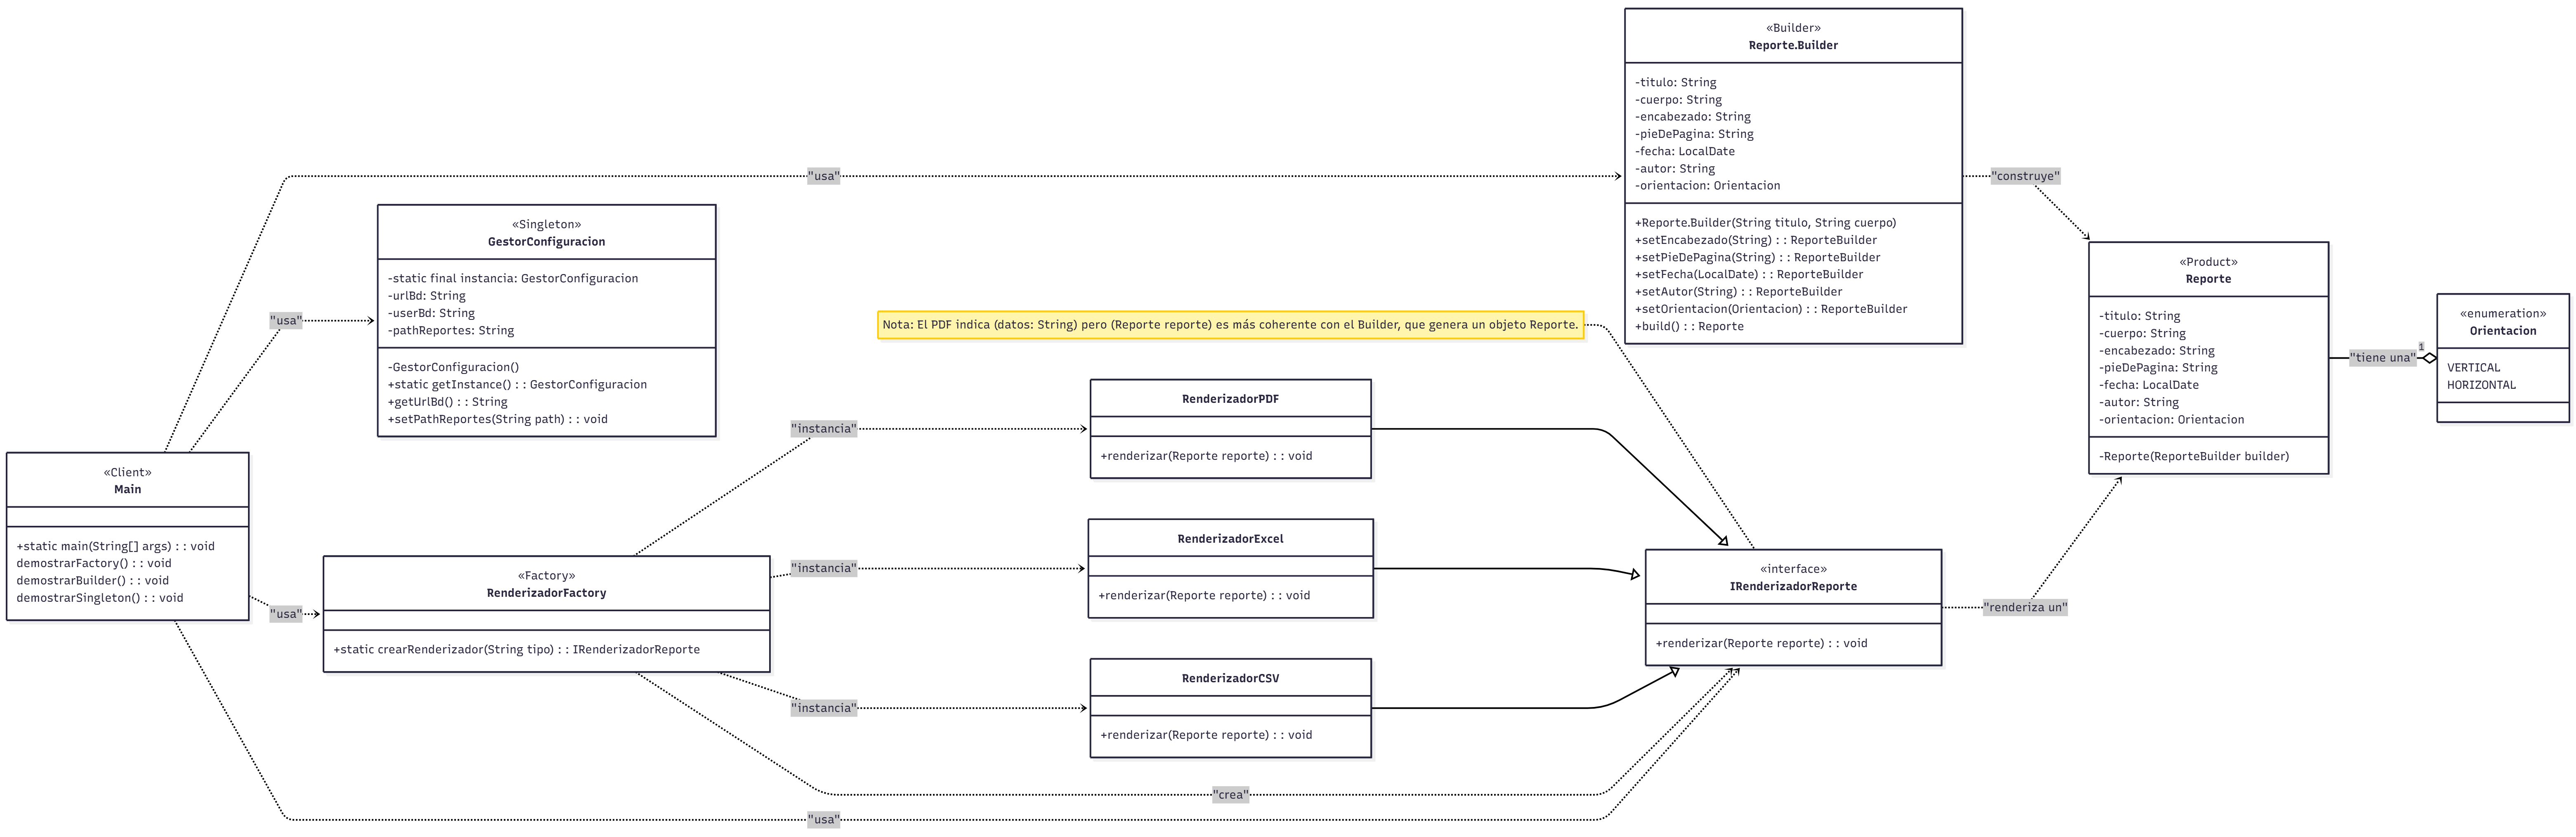 «Builder»
Reporte.Builder
-titulo: String
-cuerpo: String
-encabezado: String
-pieDePagina: String
-fecha: LocalDate
-autor: String
-orientacion: Orientacion
+Reporte.Builder(String titulo, String cuerpo)
+setEncabezado(String) : : ReporteBuilder
+setPieDePagina(String) : : ReporteBuilder
+setFecha(LocalDate) : : ReporteBuilder
+setAutor(String) : : ReporteBuilder
+setOrientacion(Orientacion) : : ReporteBuilder
+build() : : Reporte
"usa"
"construye"
«Singleton»
GestorConfiguracion
-static final instancia: GestorConfiguracion
-urlBd: String
-userBd: String
-pathReportes: String
-GestorConfiguracion()
+static getInstance() : : GestorConfiguracion
+getUrlBd() : : String
+setPathReportes(String path) : : void
"usa"
Nota: El PDF indica (datos: String) pero (Reporte reporte) es más coherente con el Builder, que genera un objeto Reporte.
«Product»
Reporte
-titulo: String
-cuerpo: String
-encabezado: String
-pieDePagina: String
-fecha: LocalDate
-autor: String
-orientacion: Orientacion
-Reporte(ReporteBuilder builder)
"tiene una"
1
«enumeration»
Orientacion
VERTICAL
HORIZONTAL
"instancia"
RenderizadorPDF
+renderizar(Reporte reporte) : : void
«Client»
Main
+static main(String[] args) : : void
demostrarFactory() : : void
demostrarBuilder() : : void
demostrarSingleton() : : void
"usa"
«Factory»
RenderizadorFactory
+static crearRenderizador(String tipo) : : IRenderizadorReporte
"instancia"
RenderizadorExcel
+renderizar(Reporte reporte) : : void
«interface»
IRenderizadorReporte
+renderizar(Reporte reporte) : : void
"renderiza un"
"instancia"
RenderizadorCSV
+renderizar(Reporte reporte) : : void
"crea"
"usa"